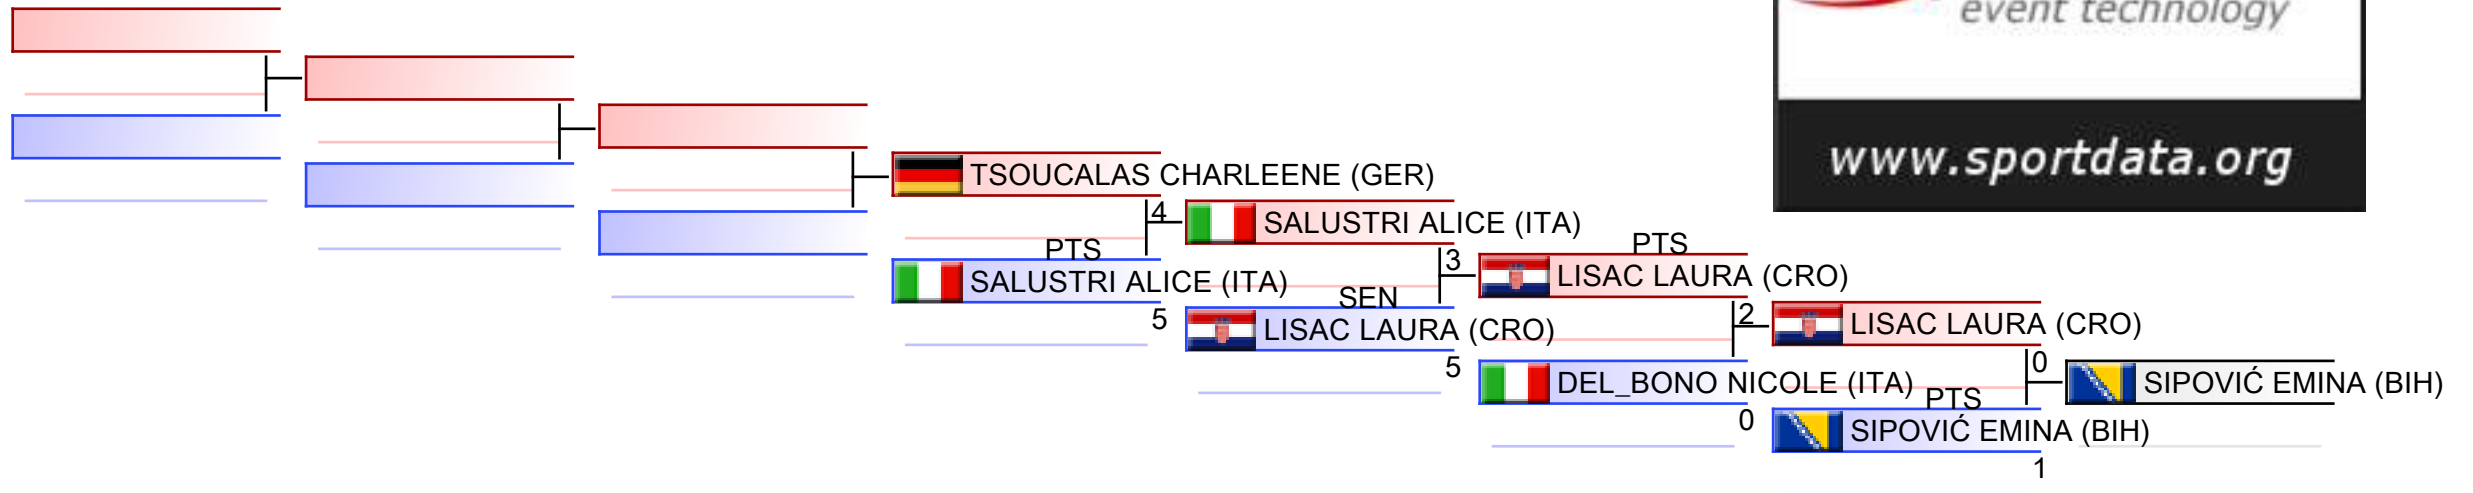 event technology
www.sportdata.org
TSOUCALAS CHARLEENE (GER)
4
SALUSTRI ALICE (ITA)
PTS
SALUSTRI ALICE (ITA)
5
3
SEN
LISAC LAURA (CRO)
5
PTS
LISAC LAURA (CRO)
2
DEL_BONO NICOLE (ITA)
0
LISAC LAURA (CRO)
0
PTS
SIPOVIĆ EMINA (BIH)
1
SIPOVIĆ EMINA (BIH)